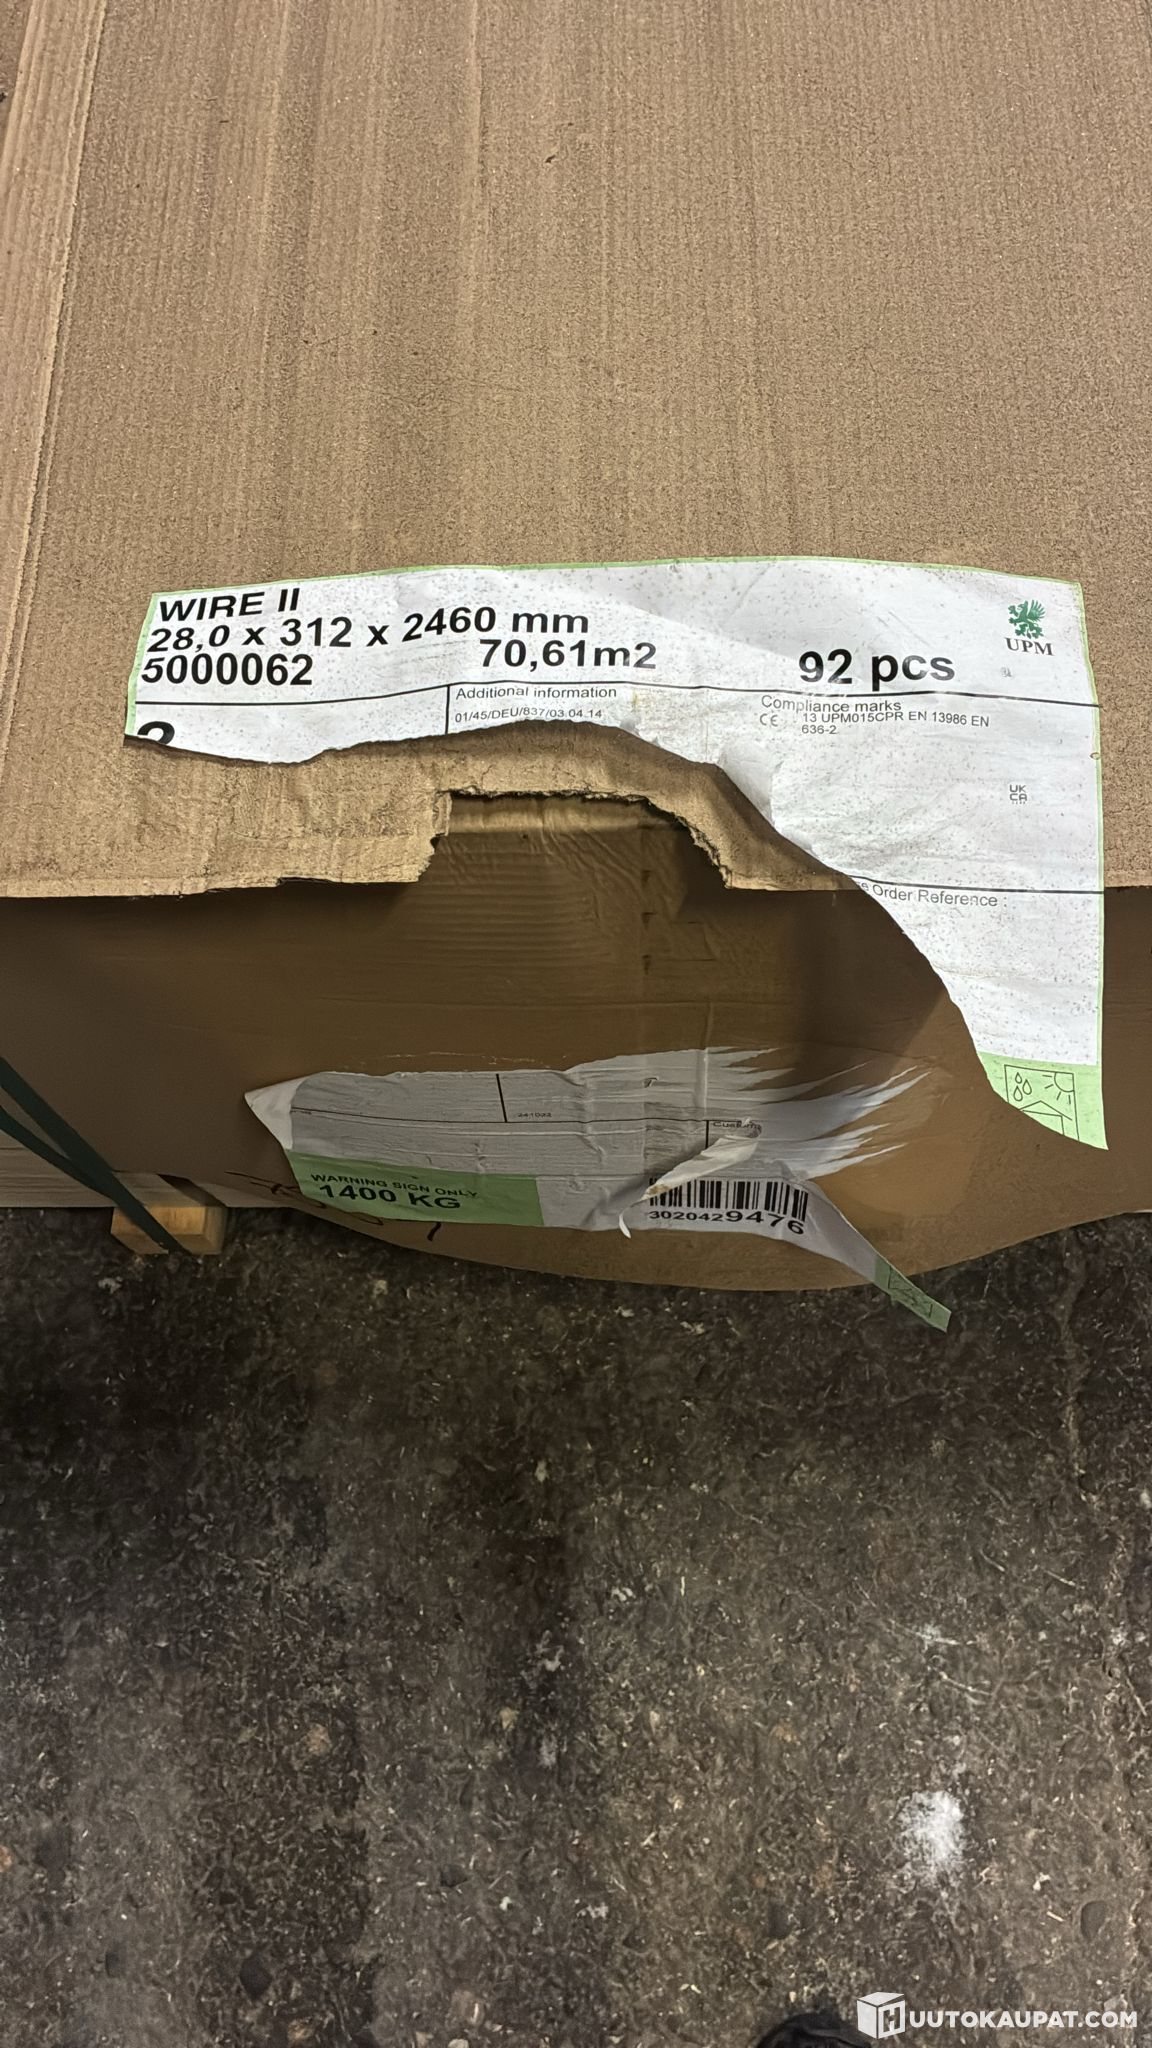 WIRE II
28,0 x 312 x 2460 mm
5000062 70,61m2 92 pcs
UPM
Additional information
01/45/DEU/837/03.04.14
Compliance marks
CE 13 UPM015CPR EN 13986 EN
636-2
UK
CA
Order Reference :
241022
WARNING SIGN ONLY
1400 KG
3020429476
HUUTOKAUPAT.COM